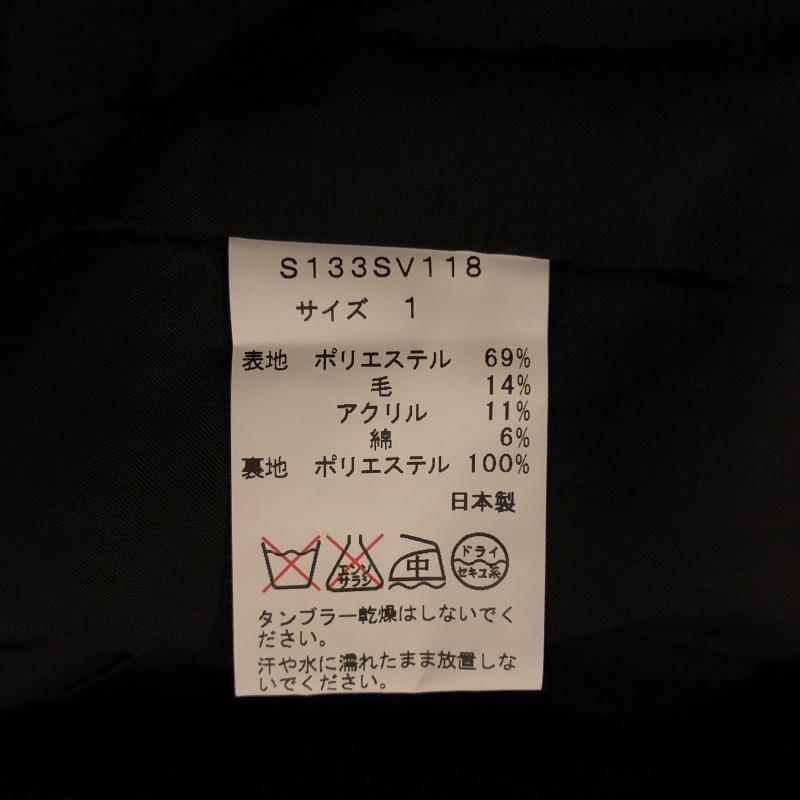 S133SV118
サイズ 1
表地 ポリエステル 69%
毛 14%
アクリル 11%
綿 6%
裏地 ポリエステル 100%
日本製
エンソ サラシ 中 ドライ セキユ系
タンブラー乾燥はしないでく
ださい。
汗や水に濡れたまま放置しな
いでください。